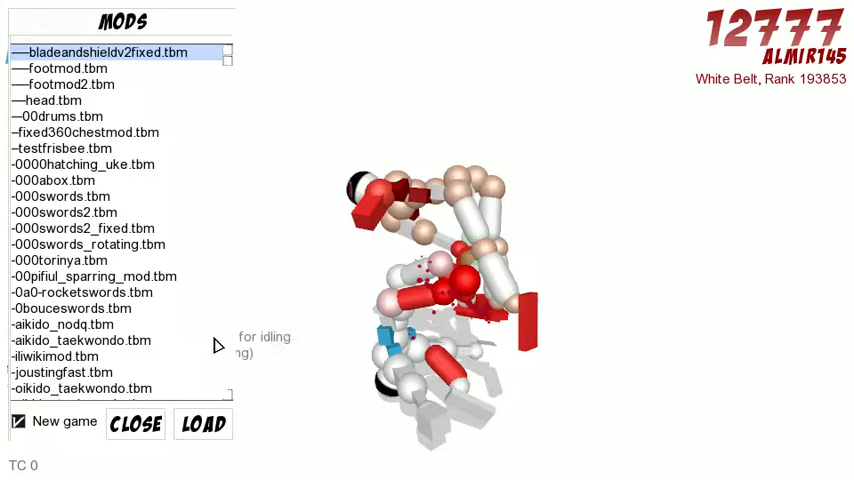 MODS
—bladeandshieldv2fixed.tbm
—footmod.tbm
—footmod2.tbm
—head.tbm
--00drums.tbm
–fixed360chestmod.tbm
–testfrisbee.tbm
-0000hatching_uke.tbm
-000abox.tbm
-000swords.tbm
-000swords2.tbm
-000swords2_fixed.tbm
-000swords_rotating.tbm
-000torinya.tbm
-00pifiul_sparring_mod.tbm
-0a0-rocketswords.tbm
-0bouceswords.tbm
-aikido_nodq.tbm
-aikido_taekwondo.tbm
-iliwikimod.tbm
-joustingfast.tbm
-oikido_taekwondo.tbm
New game
CLOSE
LOAD
TC 0
for idling
ng)
12777
ALMIR145
White Belt, Rank 193853